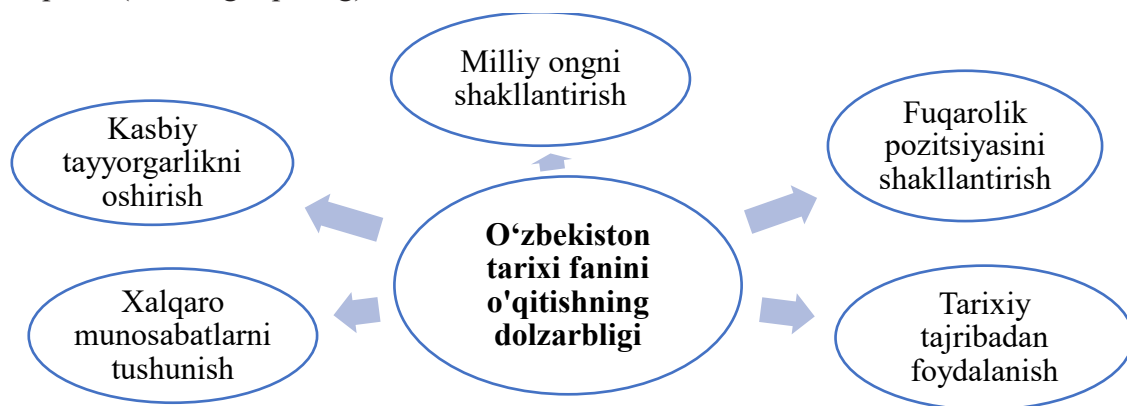 Milliy ongni
shakllantirish
Kasbiy
tayyorgarlikni
oshirish
Fuqarolik
pozitsiyasini
shakllantirish
O‘zbekiston
tarixi fanini
o'qitishning
dolzarbligi
Xalqaro
munosabatlarni
tushunish
Tarixiy
tajribadan
foydalanish